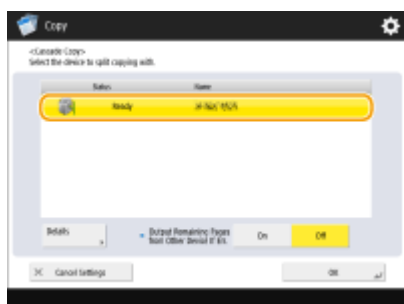 Copy
<Cascade Copy>
Select the device to split copying with.
Status Name
Ready
Details
Output Remaining Pages
from Other Device If Err.
On
Off
Cancel Settings
OK